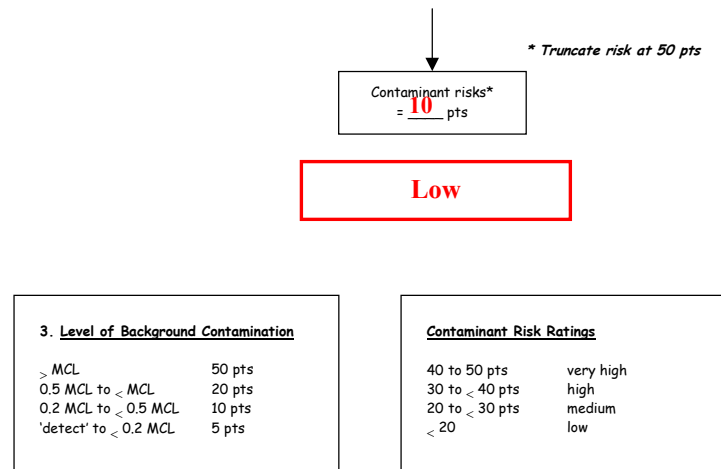 * Truncate risk at 50 pts
Contaminant risks*
= 10 pts
Low
3. Level of Background Contamination
> MCL 50 pts
0.5 MCL to < MCL 20 pts
0.2 MCL to < 0.5 MCL 10 pts
‘detect’ to < 0.2 MCL 5 pts
Contaminant Risk Ratings
40 to 50 pts very high
30 to < 40 pts high
20 to < 30 pts medium
< 20 low